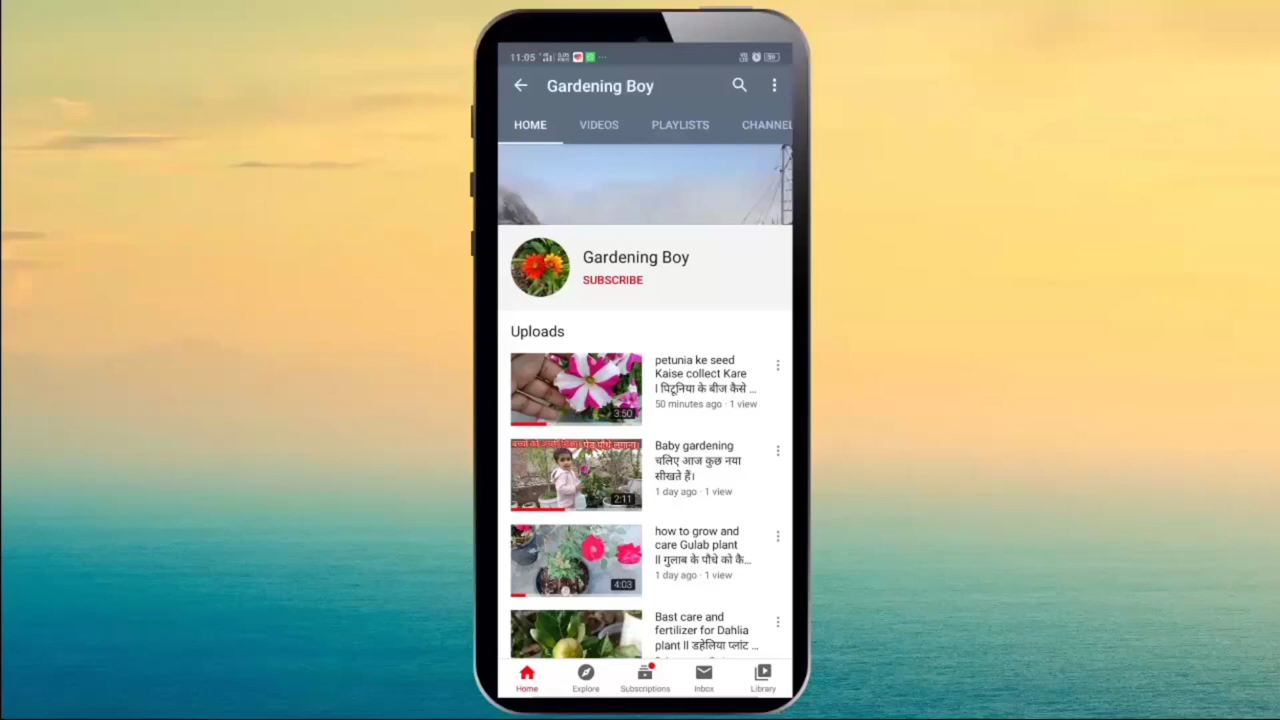 11:05
Gardening Boy
HOME VIDEOS PLAYLISTS CHANNEL
Gardening Boy
SUBSCRIBE
Uploads
petunia ke seed
Kaise collect Kare
l पिटूनिया के बीज कैसे ...
50 minutes ago · 1 view
3:50
Baby gardening
चलिए आज कुछ नया
सीखते हैं।
1 day ago · 1 view
2:11
how to grow and
care Gulab plant
ll गुलाब के पौधे को कै...
1 day ago · 1 view
4:03
Bast care and
fertilizer for Dahlia
plant ll डहेलिया प्लांट ...
Home Explore Subscriptions Inbox Library